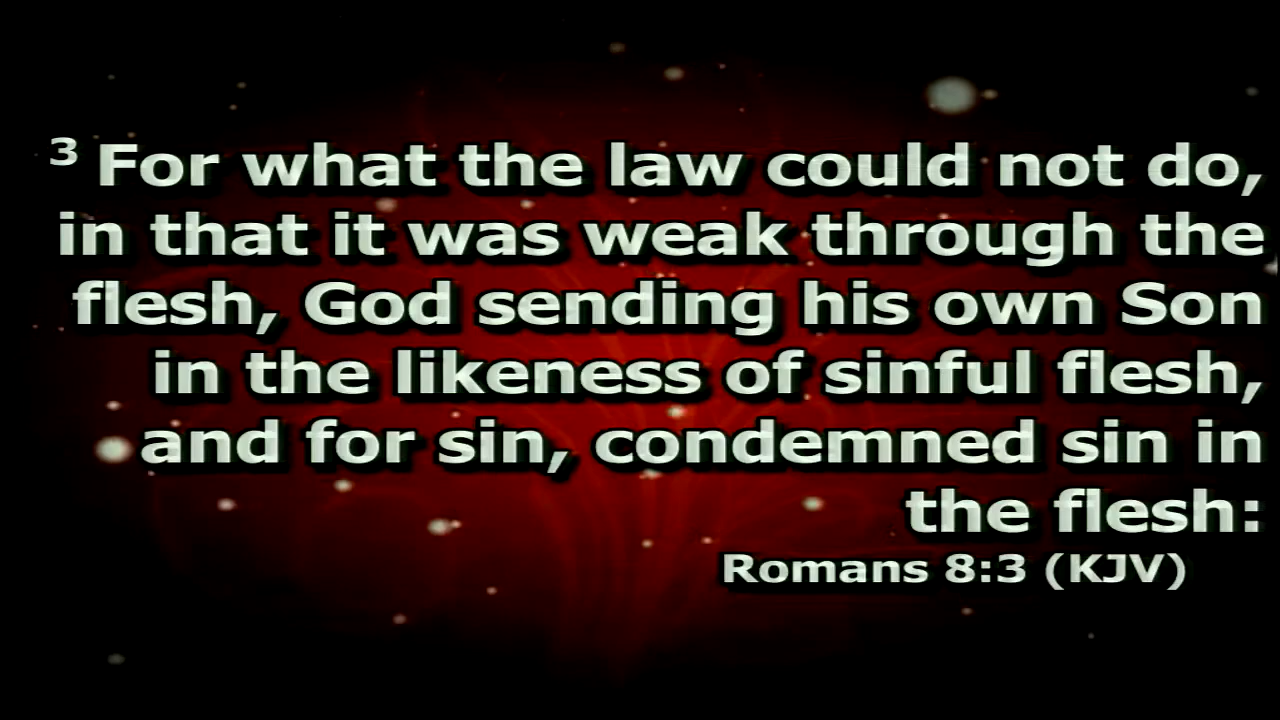 3 For what the law could not do,
in that it was weak through the
flesh, God sending his own Son
in the likeness of sinful flesh,
and for sin, condemned sin in
the flesh:
Romans 8:3 (KJV)